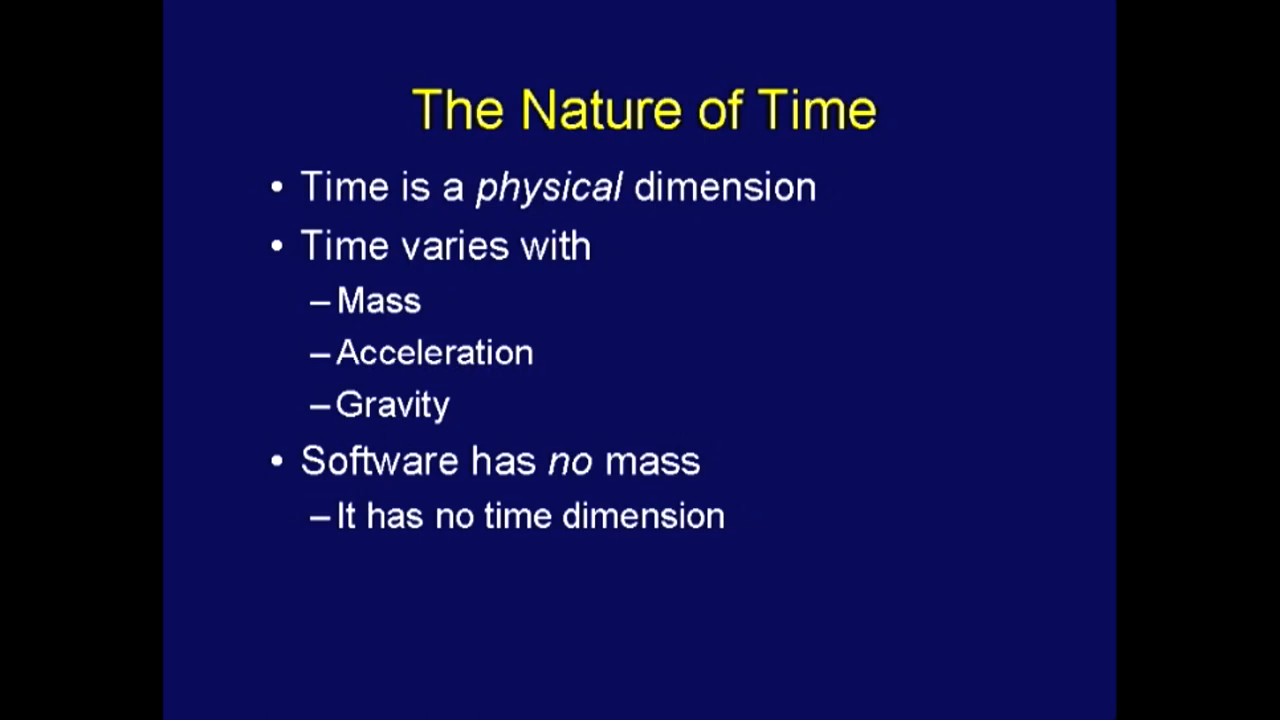 The Nature of Time
• Time is a physical dimension
• Time varies with
– Mass
– Acceleration
– Gravity
• Software has no mass
– It has no time dimension